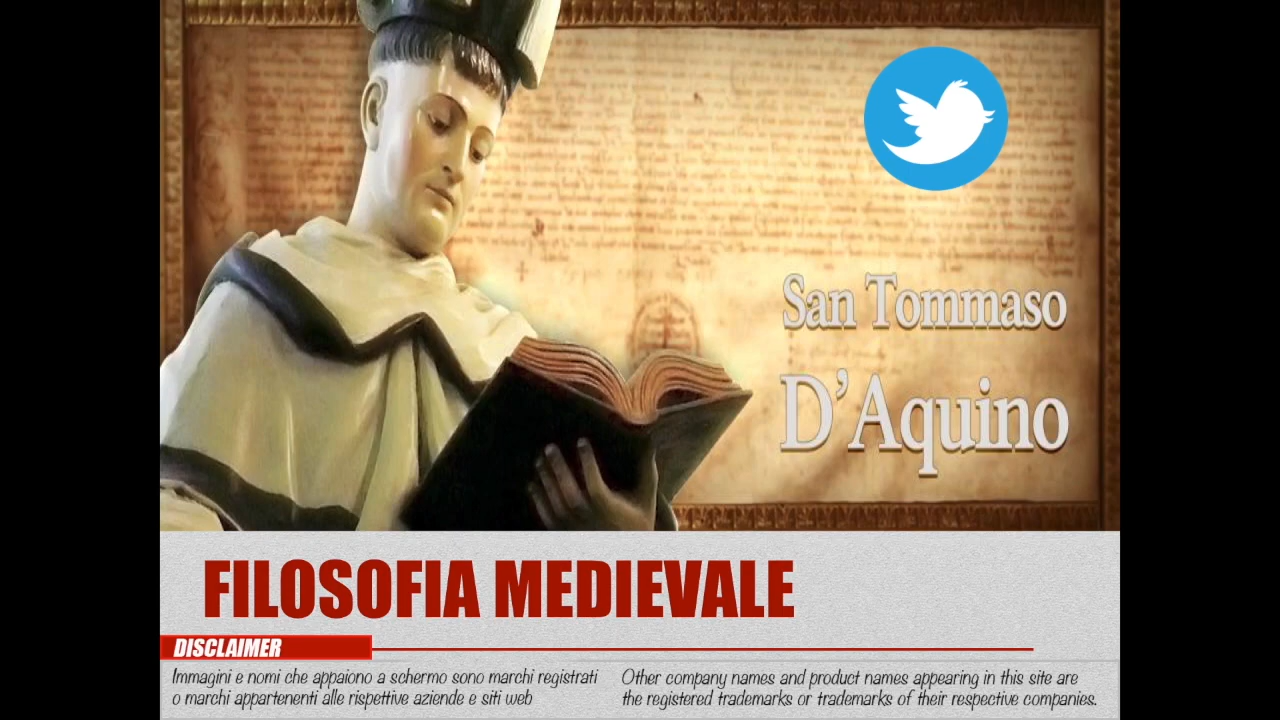 San Tommaso
D'Aquino
FILOSOFIA MEDIEVALE
DISCLAIMER
Immagini e nomi che appaiono a schermo sono marchi registrati
o marchi appartenenti alle rispettive aziende e siti web
Other company names and product names appearing in this site are
the registered trademarks or trademarks of their respective companies.